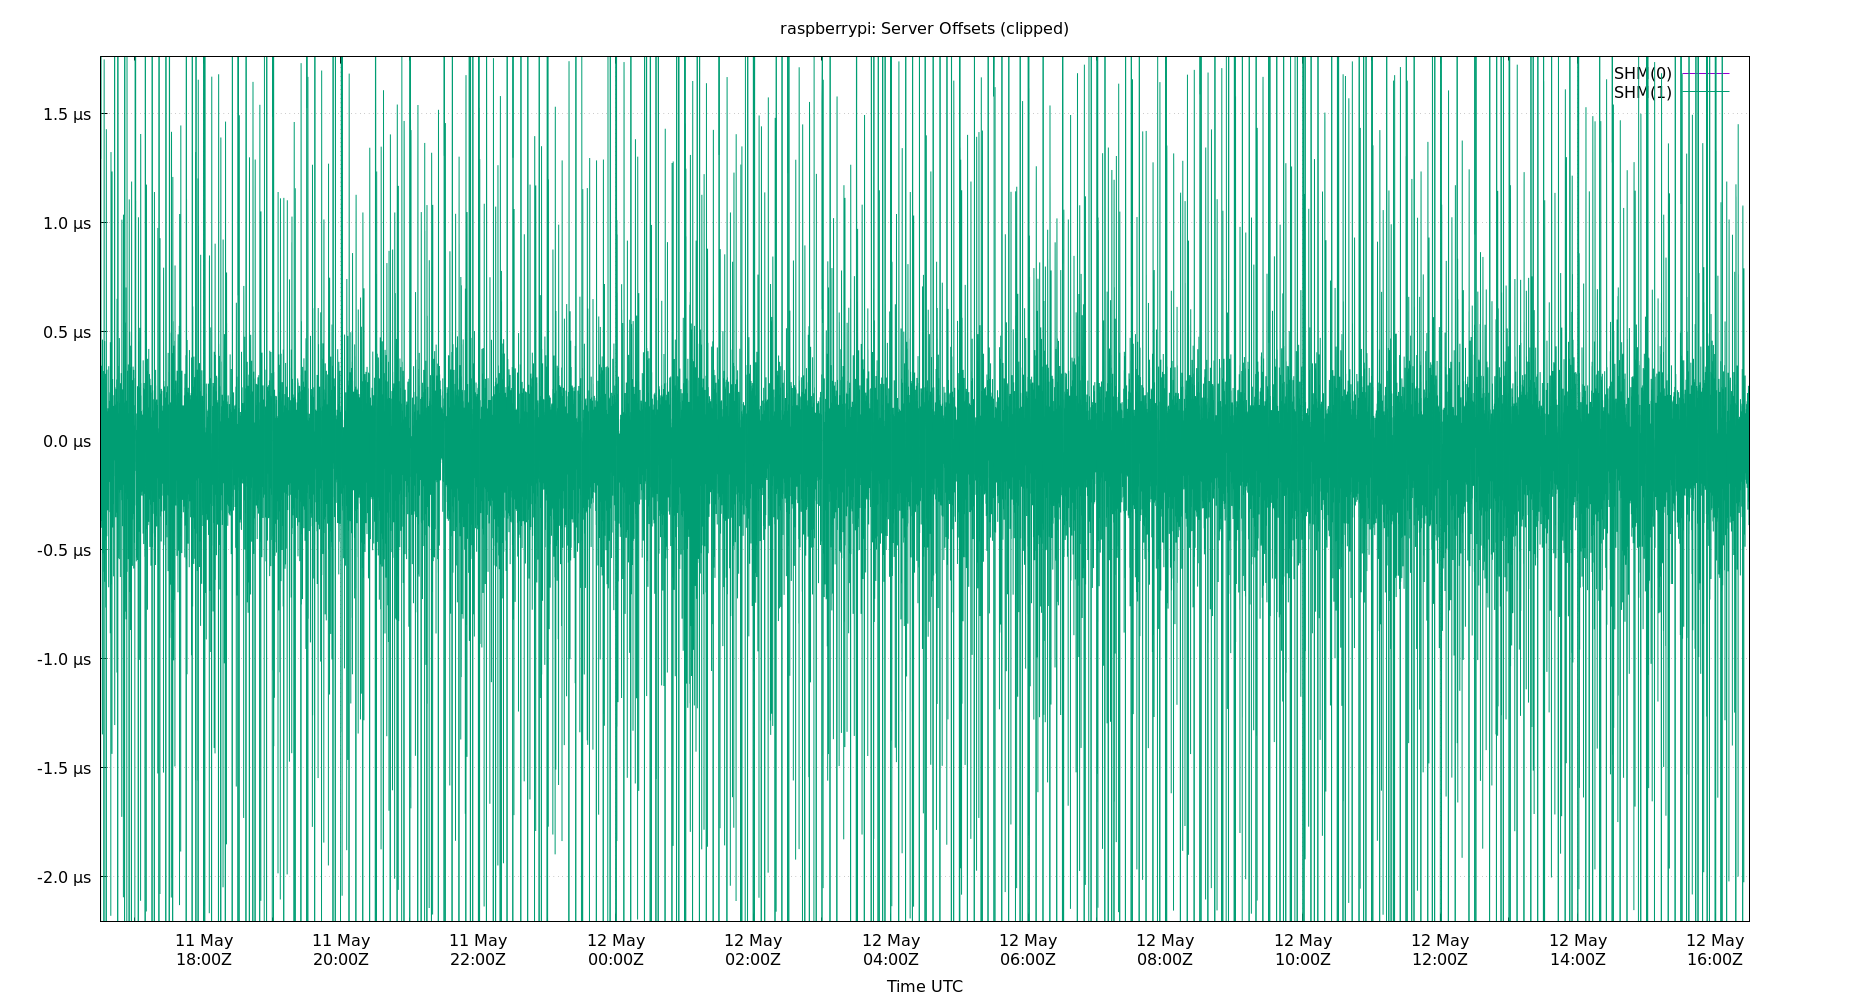 raspberrypi: Server Offsets (clipped)
SHM(0)
SHM(1)
1.5 µs
1.0 µs
0.5 µs
0.0 µs
-0.5 µs
-1.0 µs
-1.5 µs
-2.0 µs
11 May 11 May 11 May 12 May 12 May 12 May 12 May 12 May 12 May 12 May 12 May 12 May
18:00Z 20:00Z 22:00Z 00:00Z 02:00Z 04:00Z 06:00Z 08:00Z 10:00Z 12:00Z 14:00Z 16:00Z
Time UTC